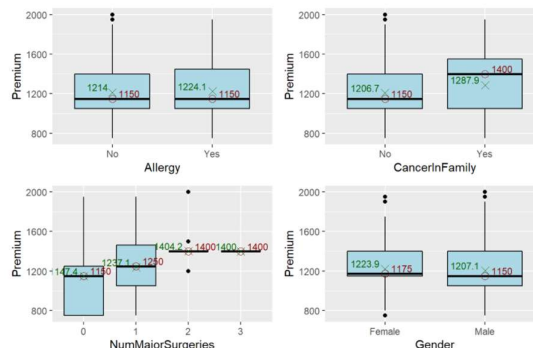 2000
1600
1200
800
Premium
1214
1150
1224.1
1150
No
Yes
Allergy
1600
1200
800
Premium
1206.7
1150
1287.9
1400
No
Yes
CancerInFamily
2000
1600
1200
800
Premium
147.4
1150
1237.1
1250
1404.2
1400
1400
1400
0
1
2
3
NumMajorSurgeries
2000
1600
1200
800
Premium
1223.9
1175
1207.1
1150
Female
Male
Gender